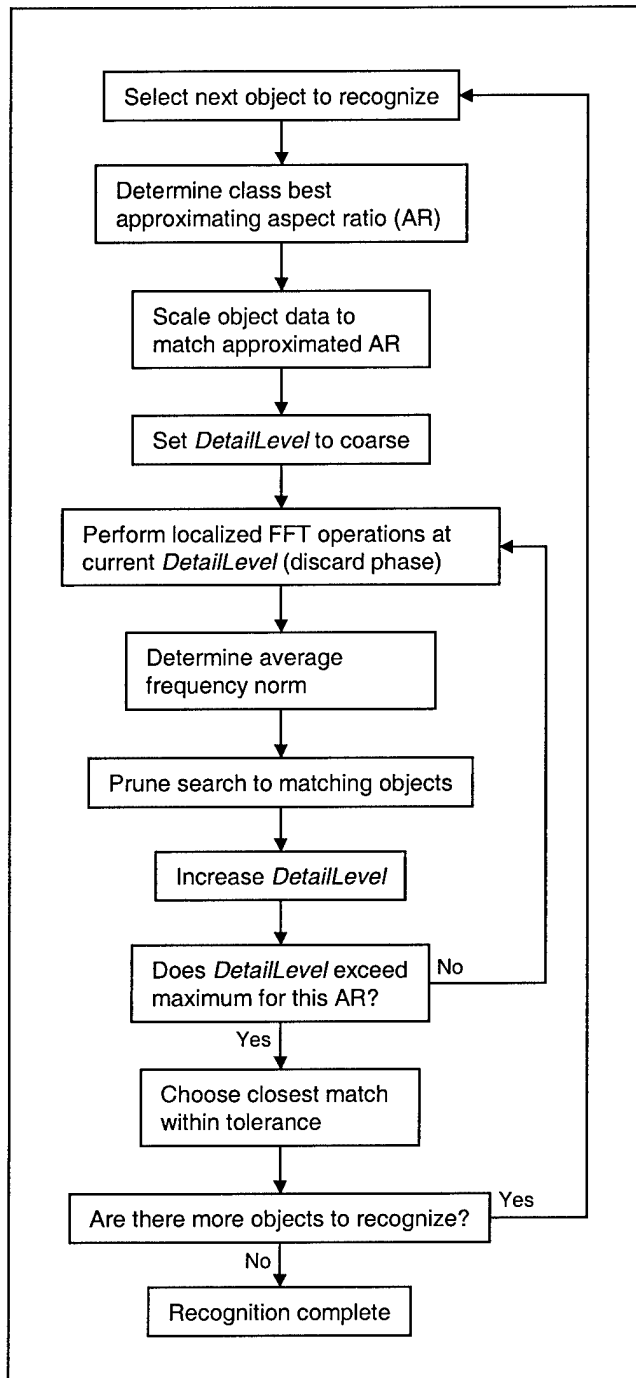 Select next object to recognize
Determine class best
approximating aspect ratio (AR)
Scale object data to
match approximated AR
Set DetailLevel to coarse
Perform localized FFT operations at
current DetailLevel (discard phase)
Determine average
frequency norm
Prune search to matching objects
Increase DetailLevel
Does DetailLevel exceed
maximum for this AR?
No
Yes
Choose closest match
within tolerance
Are there more objects to recognize?
Yes
No
Recognition complete